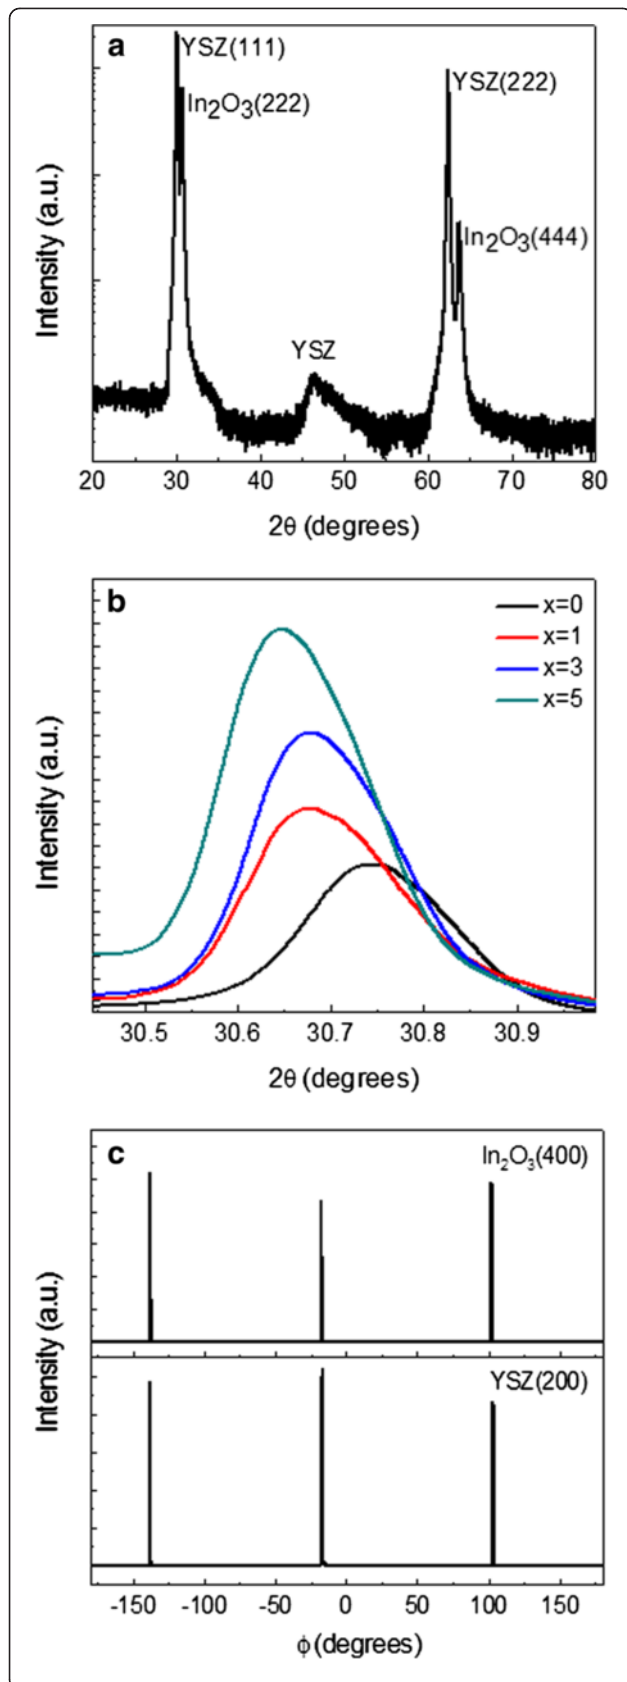 a
YSZ(111)
In₂O₃(222)
YSZ(222)
In₂O₃(444)
YSZ
Intensity (a.u.)
20 30 40 50 60 70 80
2θ (degrees)
b
x=0
x=1
x=3
x=5
Intensity (a.u.)
30.5 30.6 30.7 30.8 30.9
2θ (degrees)
c
In₂O₃(400)
YSZ(200)
Intensity (a.u.)
Intensity (a.u.)
-150 -100 -50 0 50 100 150
ϕ (degrees)